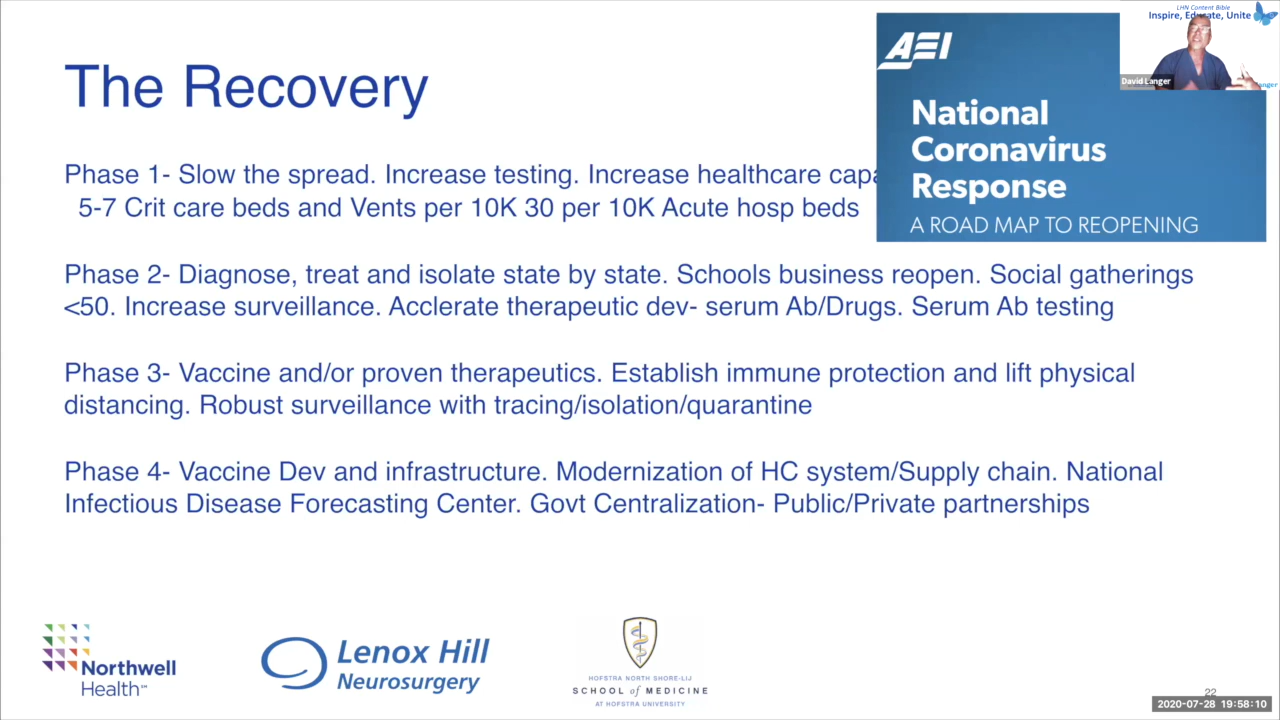 LHN Content Bible
Inspire, Educate, Unite
David Langer
AEI
National
Coronavirus
Response
A ROAD MAP TO REOPENING
The Recovery
Phase 1- Slow the spread. Increase testing. Increase healthcare
5-7 Crit care beds and Vents per 10K 30 per 10K Acute hosp beds
Phase 2- Diagnose, treat and isolate state by state. Schools business reopen. Social gatherings
<50. Increase surveillance. Acclerate therapeutic dev- serum Ab/Drugs. Serum Ab testing
Phase 3- Vaccine and/or proven therapeutics. Establish immune protection and lift physical
distancing. Robust surveillance with tracing/isolation/quarantine
Phase 4- Vaccine Dev and infrastructure. Modernization of HC system/Supply chain. National
Infectious Disease Forecasting Center. Govt Centralization- Public/Private partnerships
Northwell
Health℠
Lenox Hill
Neurosurgery
HOFSTRA NORTH SHORE-LIJ
SCHOOL of MEDICINE
AT HOFSTRA UNIVERSITY
22
2020-07-28 19:58:10